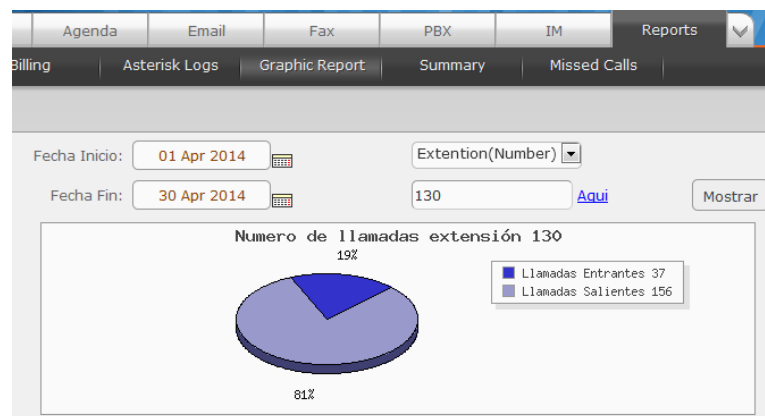 Agenda Email Fax PBX IM Reports
Billing Asterisk Logs Graphic Report Summary Missed Calls
Fecha Inicio: 01 Apr 2014 Extention(Number)
Fecha Fin: 30 Apr 2014 130 Aqui Mostrar
Numero de llamadas extensión 130
19%
Llamadas Entrantes 37
Llamadas Salientes 156
81%